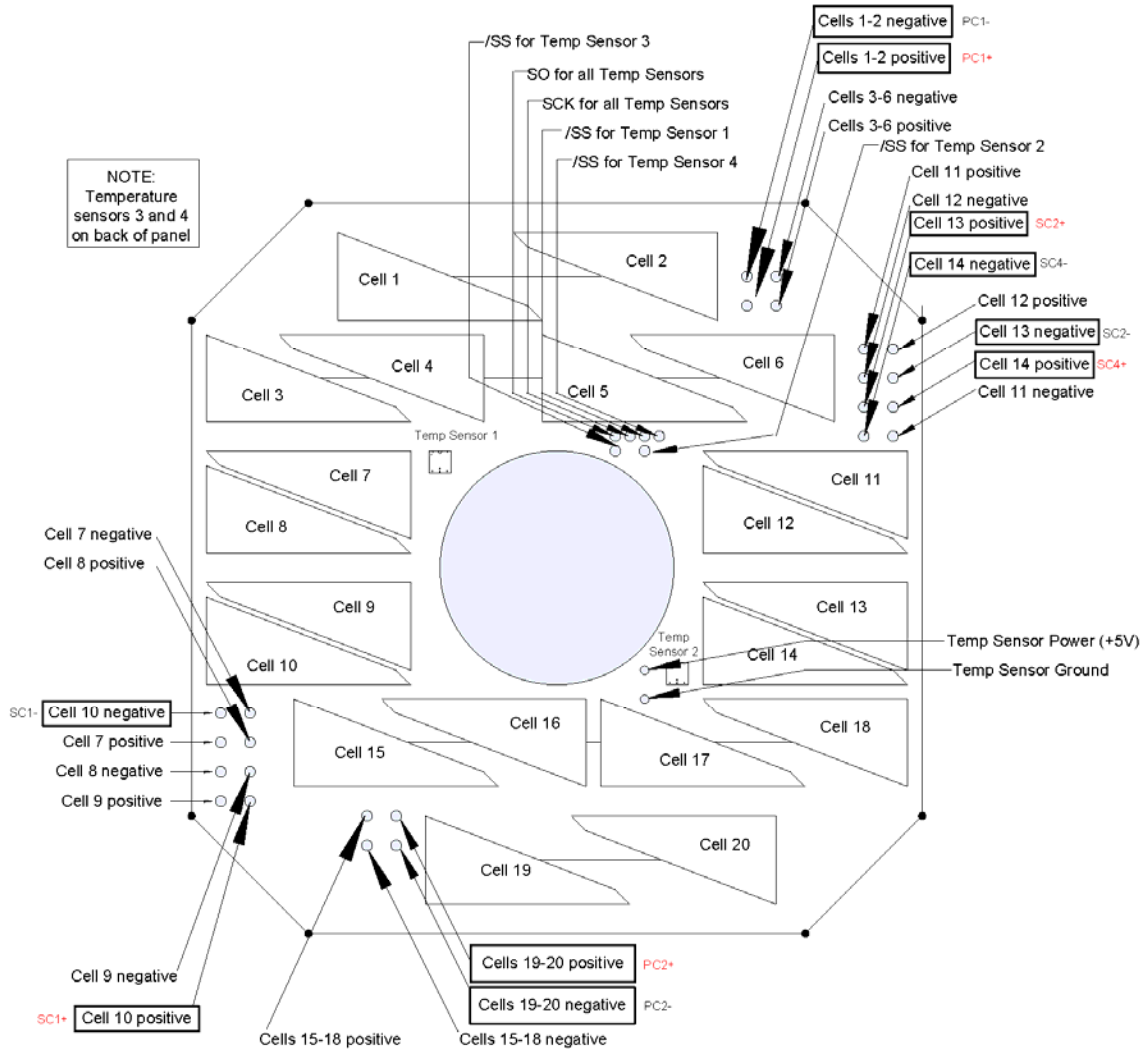 Cells 1-2 negative PC1-
/SS for Temp Sensor 3
Cells 1-2 positive PC1+
SO for all Temp Sensors
Cells 3-6 negative
SCK for all Temp Sensors
Cells 3-6 positive
/SS for Temp Sensor 1
/SS for Temp Sensor 2
/SS for Temp Sensor 4
NOTE:
Temperature
sensors 3 and 4
on back of panel
Cell 11 positive
Cell 12 negative
Cell 13 positive SC2+
Cell 14 negative SC4-
Cell 12 positive
Cell 13 negative SC2-
Cell 14 positive SC4+
Cell 11 negative
Cell 1
Cell 2
Cell 3
Cell 4
Cell 5
Cell 6
Temp Sensor 1
Cell 7
Cell 8
Cell 11
Cell 12
Cell 7 negative
Cell 8 positive
Cell 9
Cell 10
Cell 13
Cell 14
Temp
Sensor 2
Temp Sensor Power (+5V)
Temp Sensor Ground
SC1- Cell 10 negative
Cell 7 positive
Cell 8 negative
Cell 9 positive
Cell 15
Cell 16
Cell 17
Cell 18
Cell 19
Cell 20
Cell 9 negative
SC1+ Cell 10 positive
Cells 19-20 positive PC2+
Cells 19-20 negative PC2-
Cells 15-18 positive
Cells 15-18 negative